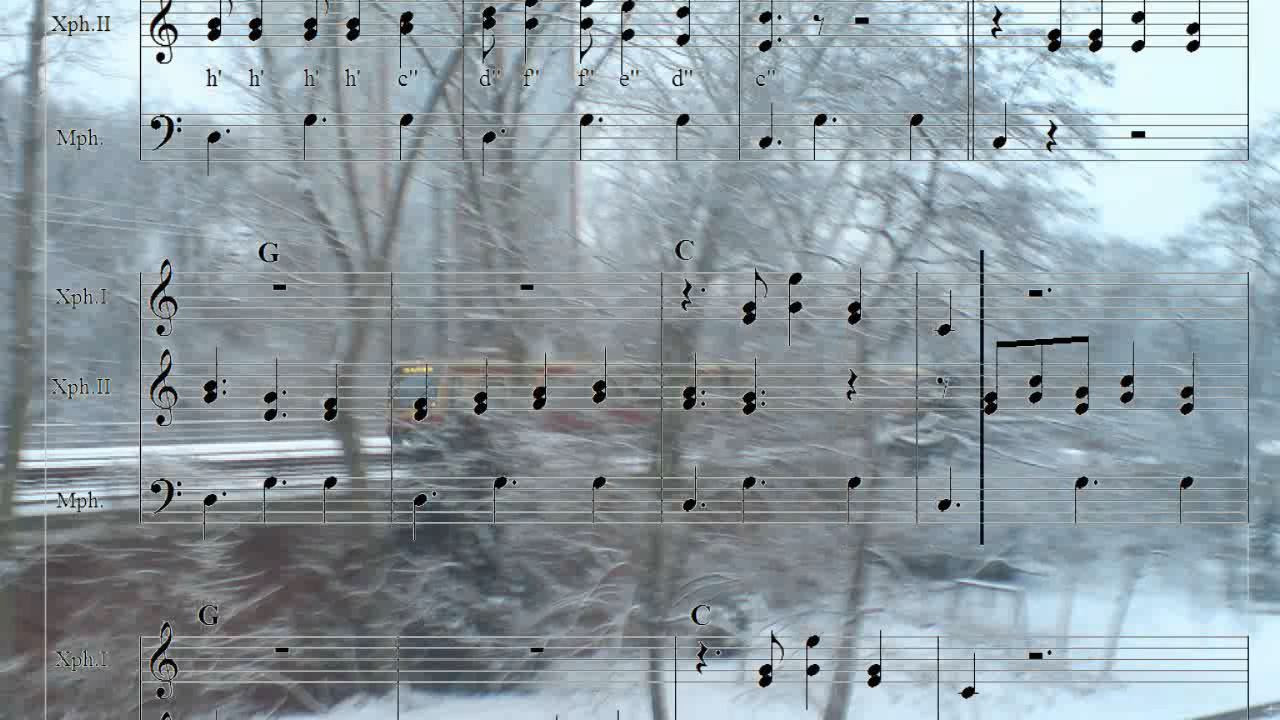 Xph.II
h' h' h' h' c" d" f" f" e" d" c"
Mph.
G C
Xph.I
Xph.II
Mph.
G C
Xph.I